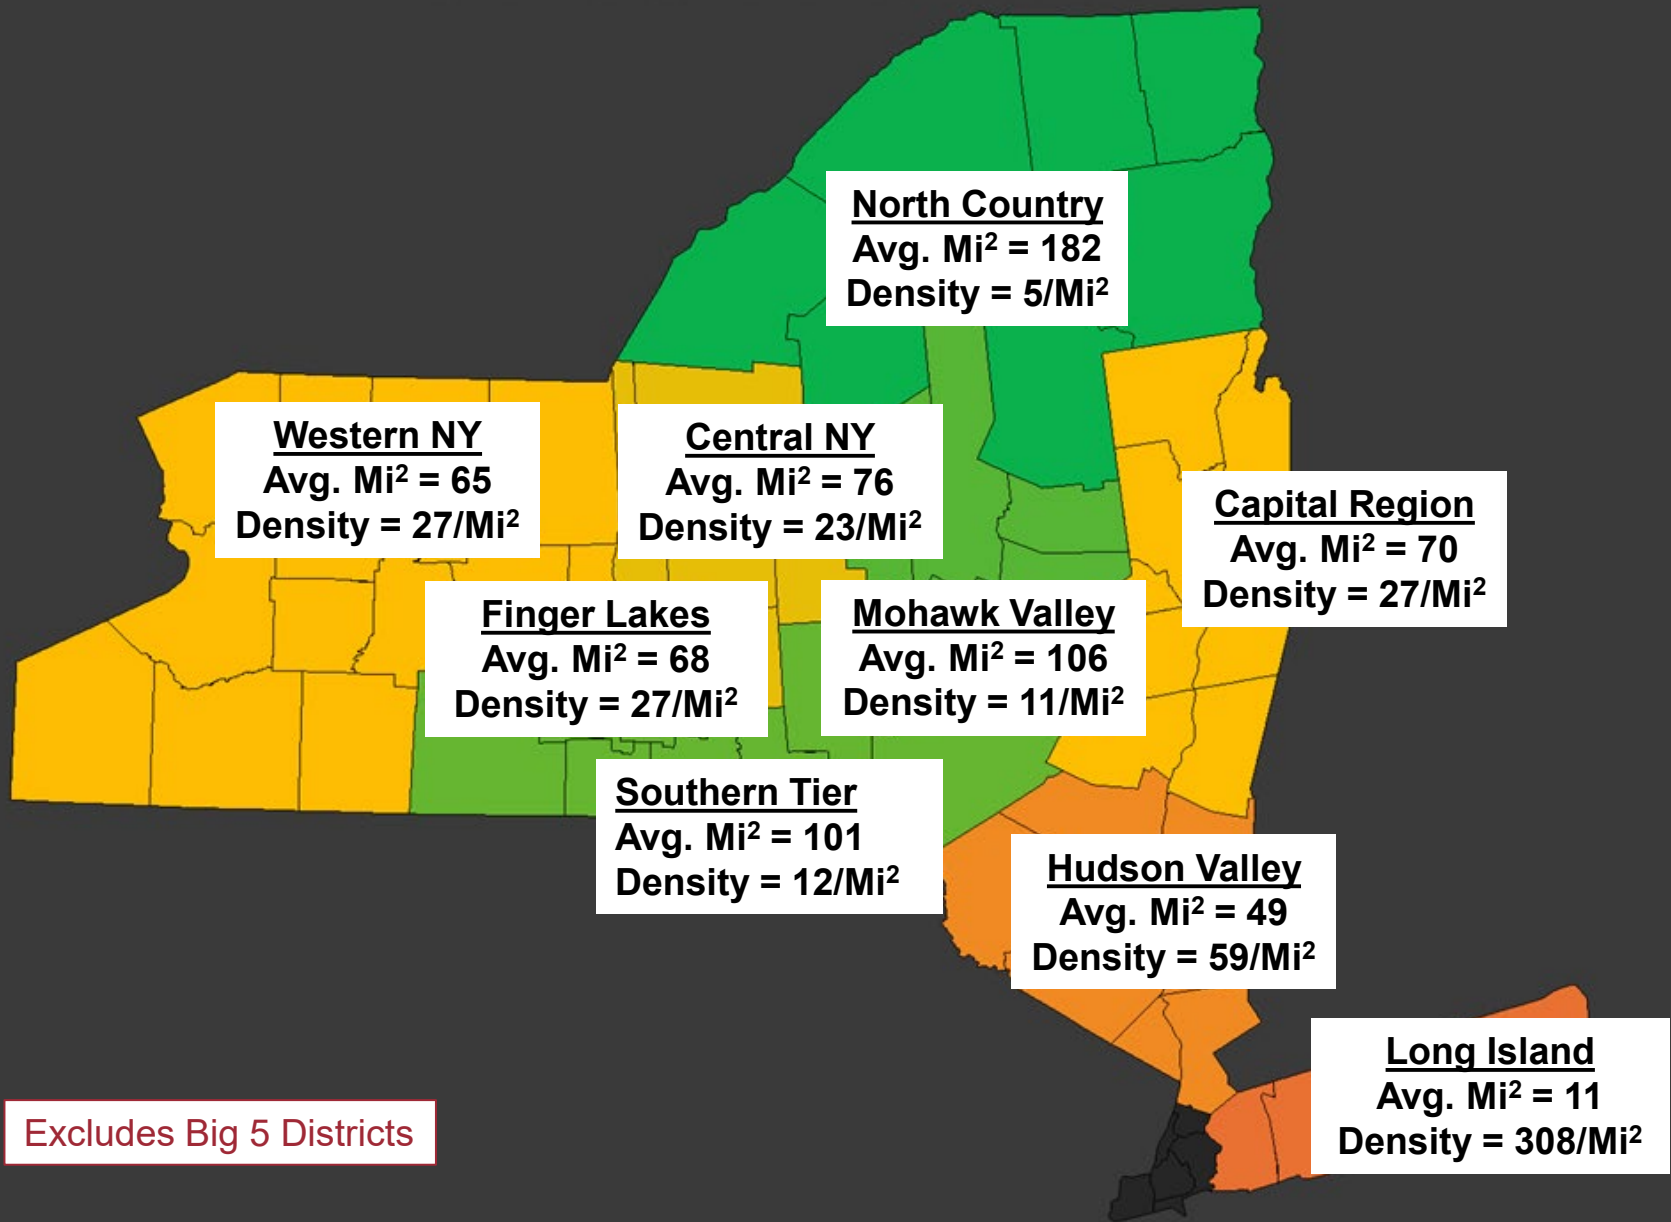 North Country
Avg. Mi² = 182
Density = 5/Mi²
Western NY
Avg. Mi² = 65
Density = 27/Mi²
Central NY
Avg. Mi² = 76
Density = 23/Mi²
Capital Region
Avg. Mi² = 70
Density = 27/Mi²
Finger Lakes
Avg. Mi² = 68
Density = 27/Mi²
Mohawk Valley
Avg. Mi² = 106
Density = 11/Mi²
Southern Tier
Avg. Mi² = 101
Density = 12/Mi²
Hudson Valley
Avg. Mi² = 49
Density = 59/Mi²
Long Island
Avg. Mi² = 11
Density = 308/Mi²
Excludes Big 5 Districts